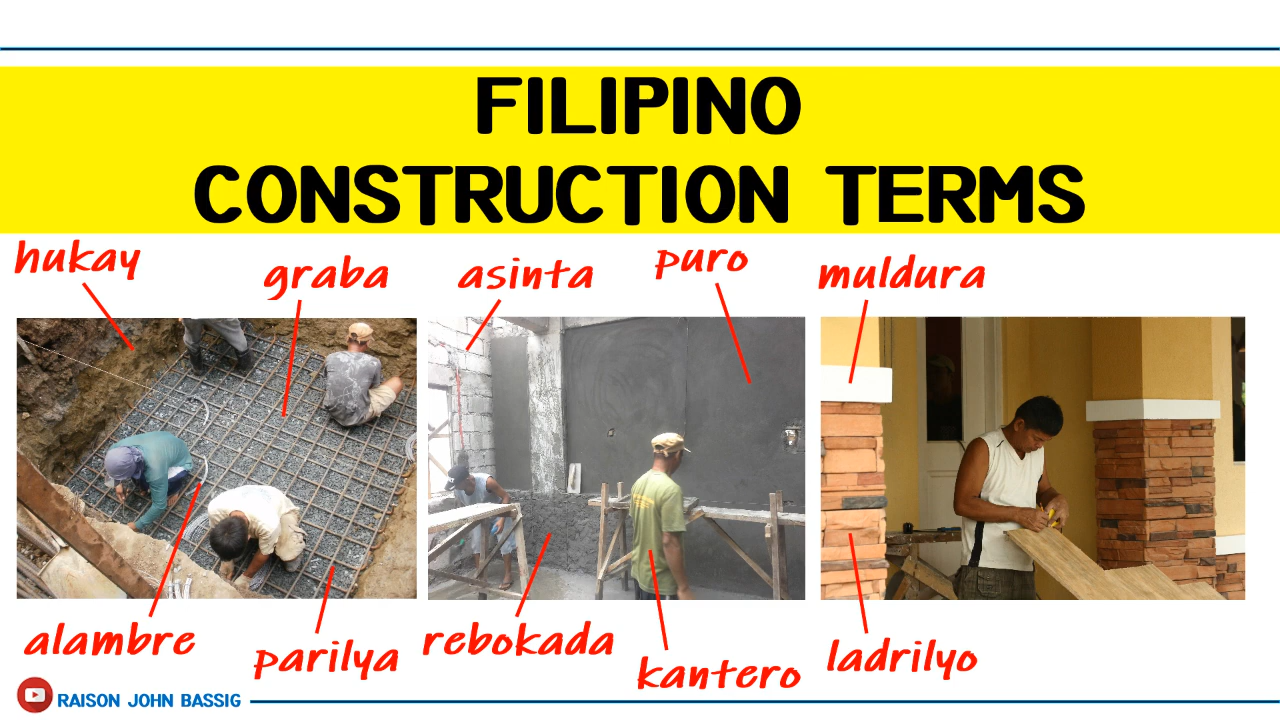 FILIPINO
CONSTRUCTION TERMS
hukay
graba
asinta
puro
muldura
alambre
parilya
rebokada
kantero
ladrilyo
RAISON JOHN BASSIG